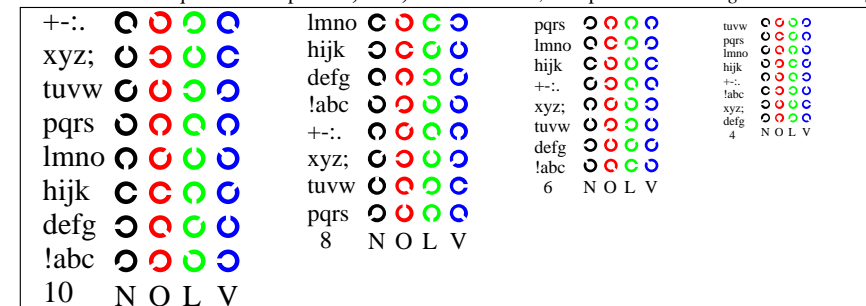 +-:.
xyz;
tuvw
pqrs
lmno
hijk
defg
!abc
10 N O L V
lmno
hijk
defg
!abc
+-:.
xyz;
tuvw
pqrs
8 N O L V
pqrs
lmno
hijk
+-:.
xyz;
tuvw
defg
!abc
6 N O L V
tuvw
pqrs
lmno
hijk
+-:.
!abc
xyz;
defg
4 N O L V